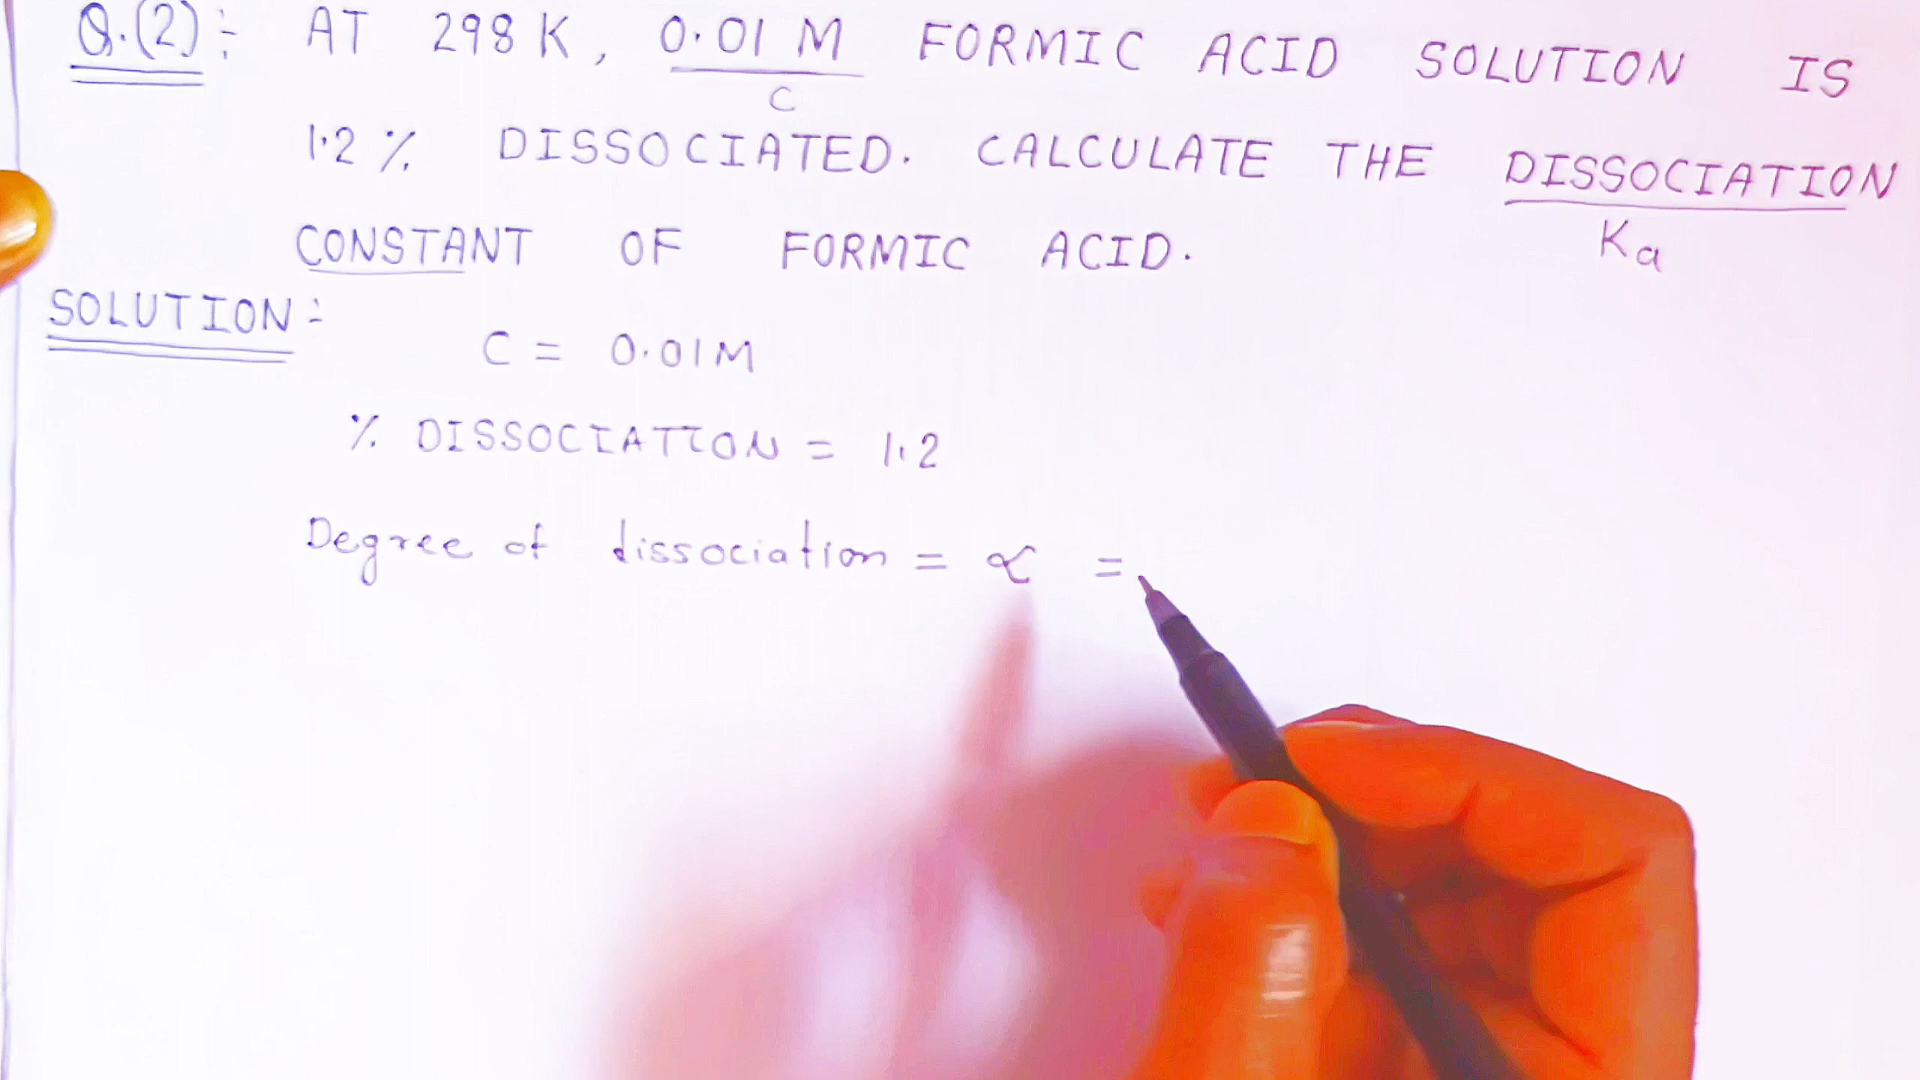 Q.(2):- AT 298 K, 0.01 M FORMIC ACID SOLUTION IS
C
1.2 % DISSOCIATED. CALCULATE THE DISSOCIATION
Ka
CONSTANT OF FORMIC ACID.
SOLUTION:-
C = 0.01M
% DISSOCIATION = 1.2
Degree of dissociation = α =